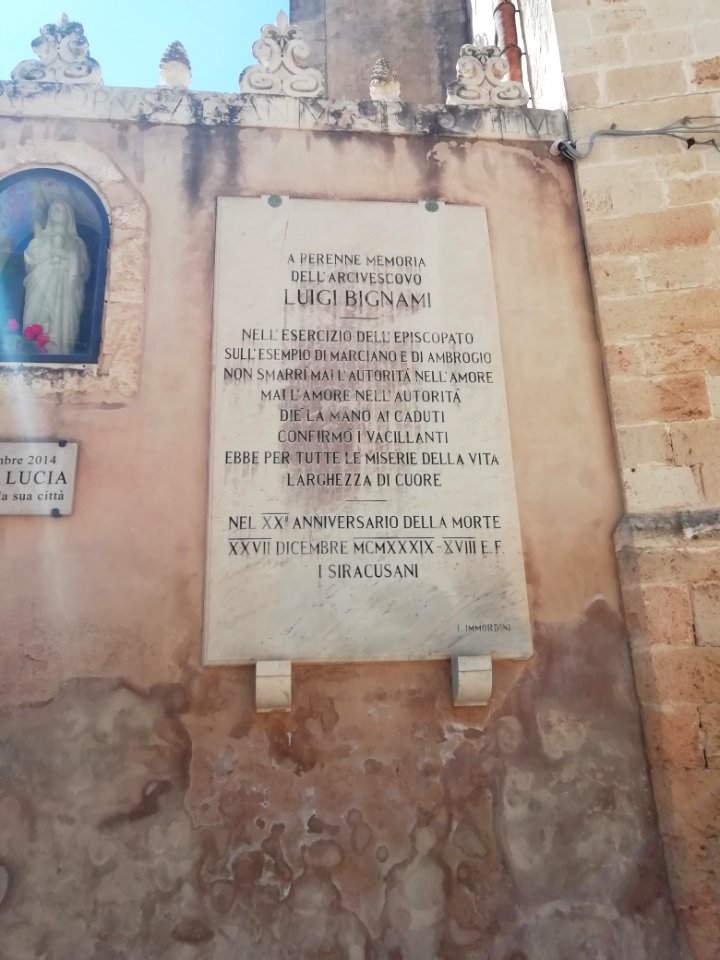 A PERENNE MEMORIA
DELL'ARCIVESCOVO
LUIGI BIGNAMI
NELL'ESERCIZIO DELL'EPISCOPATO
SULL'ESEMPIO DI MARCIANO E DI AMBROGIO
NON SMARRÌ MAI L'AUTORITÀ NELL'AMORE
MAI L'AMORE NELL'AUTORITÀ
DIÈ LA MANO AI CADUTI
CONFIRMÒ I VACILLANTI
EBBE PER TUTTE LE MISERIE DELLA VITA
LARGHEZZA DI CUORE
NEL XXº ANNIVERSARIO DELLA MORTE
XXVII DICEMBRE MCMXXXIX - XVIII E.F.
I SIRACUSANI
I. IMMORDINI
mbre 2014
LUCIA
a sua città